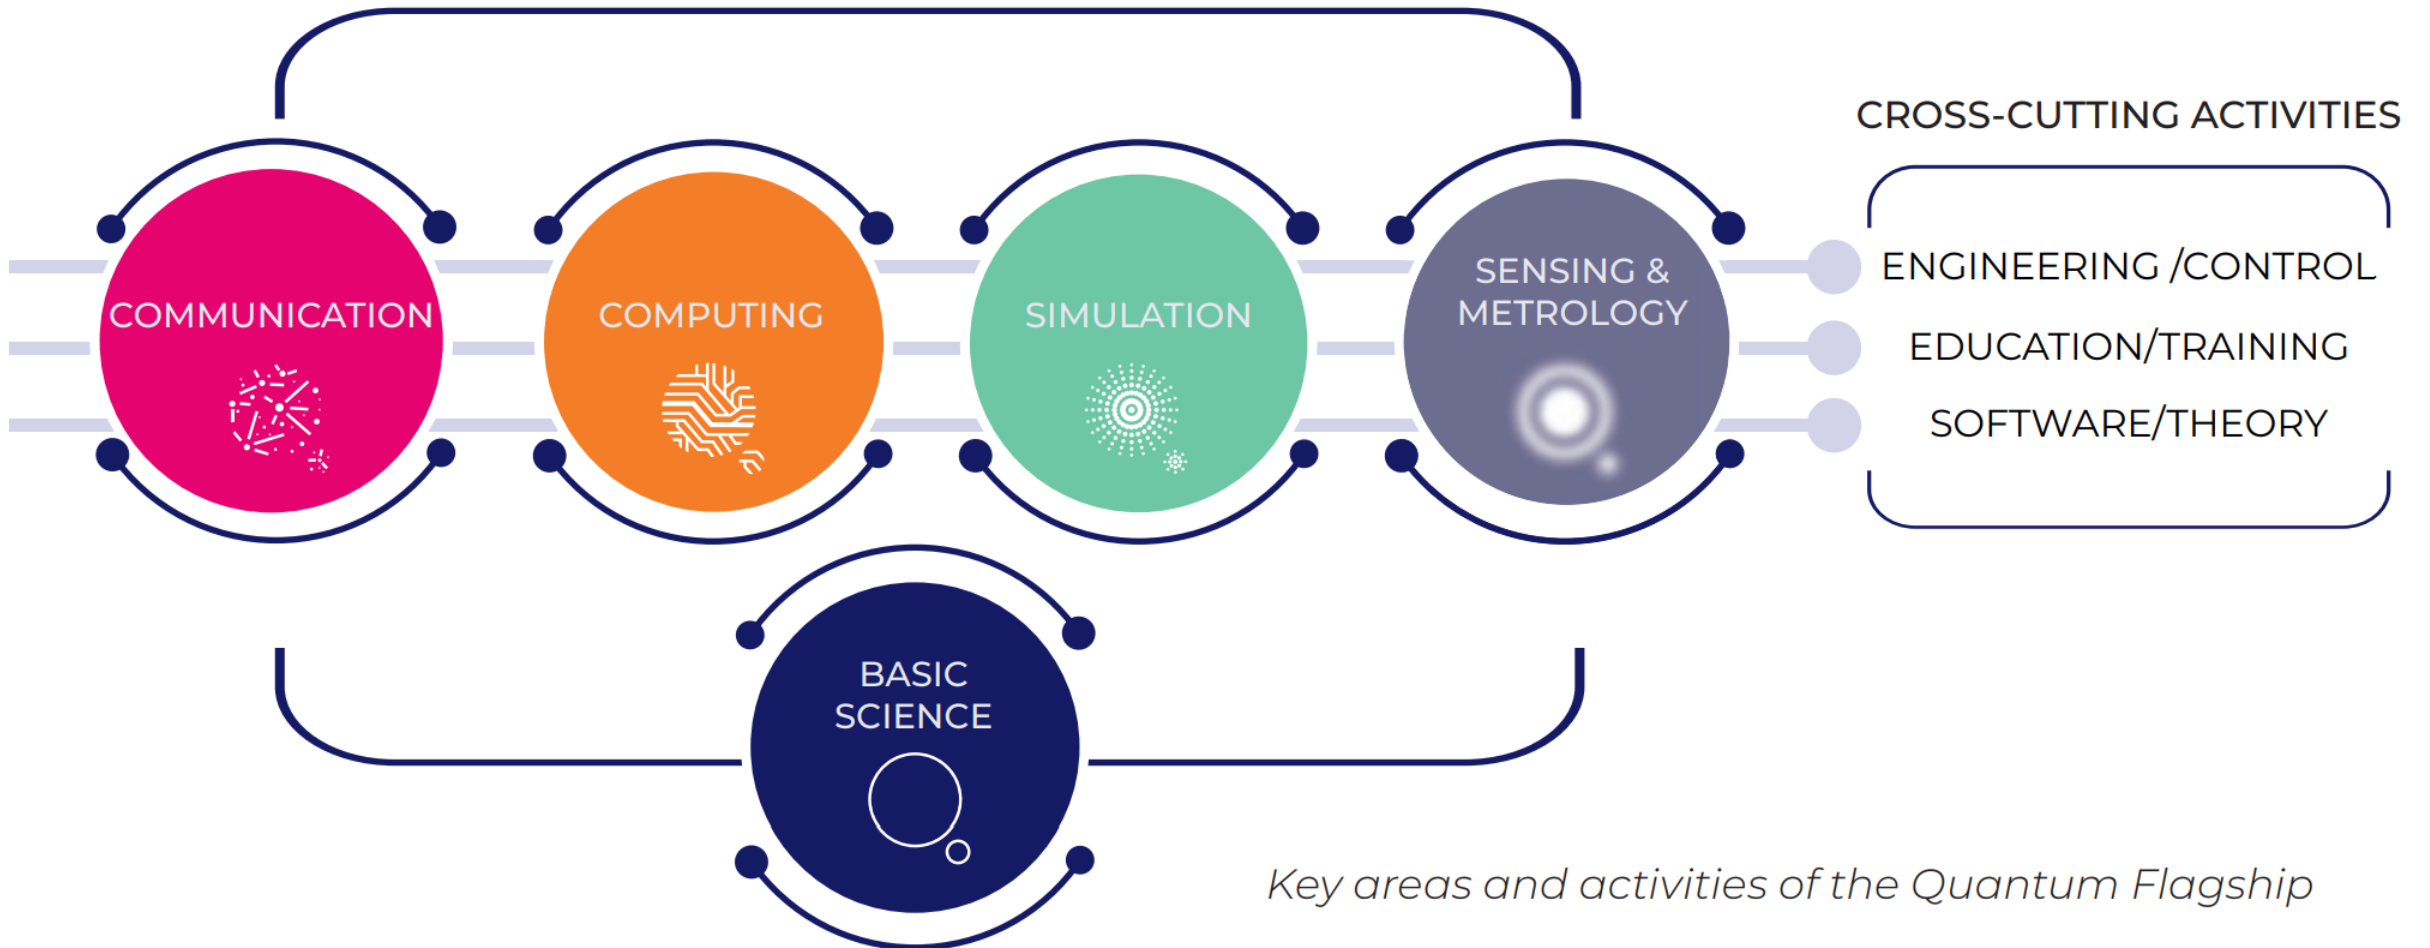 CROSS-CUTTING ACTIVITIES
COMMUNICATION
COMPUTING
SIMULATION
SENSING &
METROLOGY
ENGINEERING /CONTROL
EDUCATION/TRAINING
SOFTWARE/THEORY
BASIC
SCIENCE
Key areas and activities of the Quantum Flagship